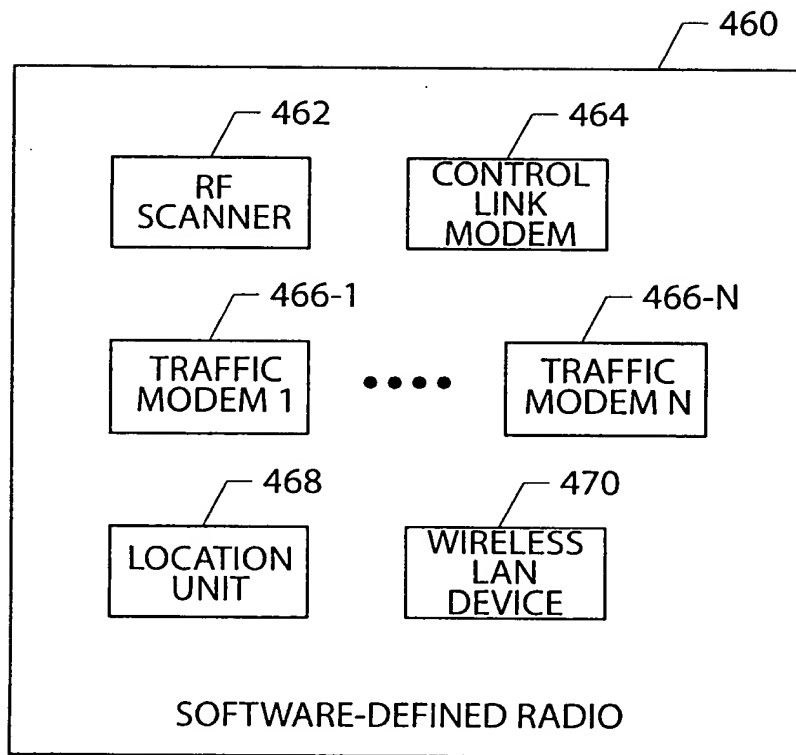 460
462
464
RF
SCANNER
CONTROL
LINK
MODEM
466-1
466-N
TRAFFIC
MODEM 1
TRAFFIC
MODEM N
468
470
LOCATION
UNIT
WIRELESS
LAN
DEVICE
SOFTWARE-DEFINED RADIO